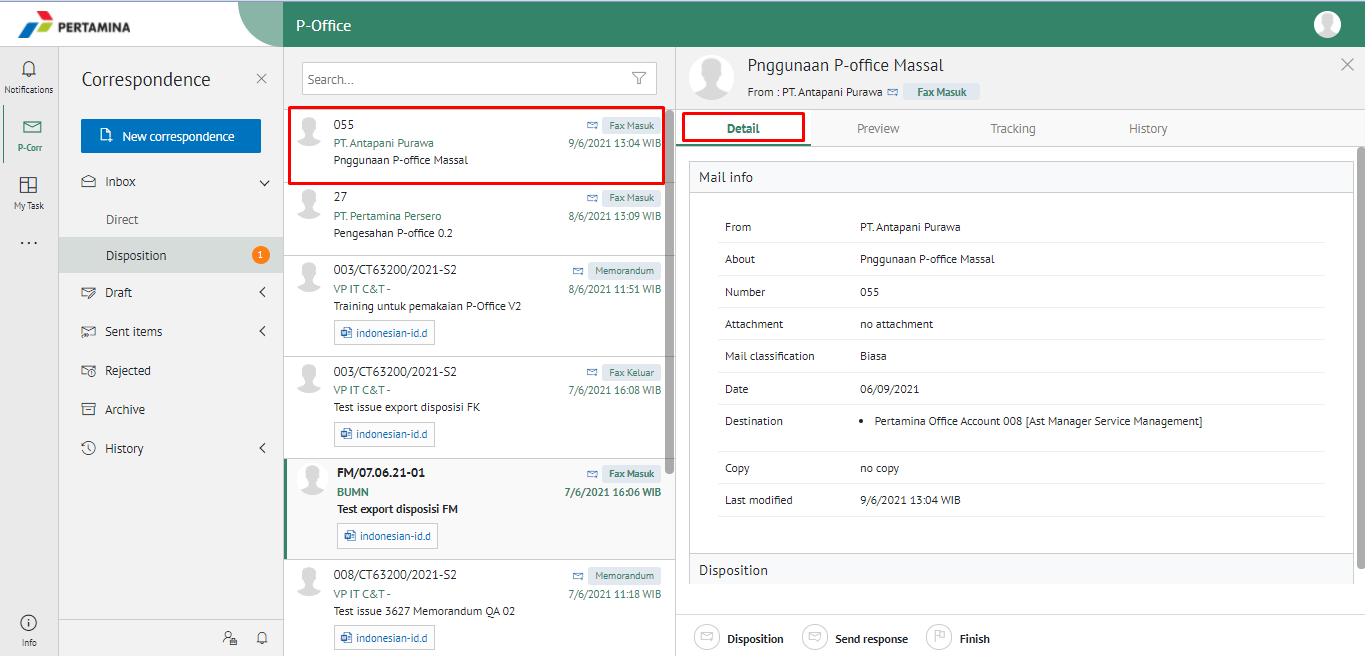 PERTAMINA
P-Office
Notifications
P-Corr
My Task
Info
Correspondence
New correspondence
Inbox
Direct
Disposition 1
Draft
Sent items
Rejected
Archive
History
Search...
055 Fax Masuk
PT. Antapani Purawa 9/6/2021 13:04 WIB
Pnggunaan P-office Massal
27 Fax Masuk
PT. Pertamina Persero 8/6/2021 13:09 WIB
Pengesahan P-office 0.2
003/CT63200/2021-S2 Memorandum
VP IT C&T - 8/6/2021 11:51 WIB
Training untuk pemakaian P-Office V2
indonesian-id.d
003/CT63200/2021-S2 Fax Keluar
VP IT C&T - 7/6/2021 16:08 WIB
Test issue export disposisi FK
indonesian-id.d
FM/07.06.21-01 Fax Masuk
BUMN 7/6/2021 16:06 WIB
Test export disposisi FM
indonesian-id.d
008/CT63200/2021-S2 Memorandum
VP IT C&T - 7/6/2021 11:18 WIB
Test issue 3627 Memorandum QA 02
indonesian-id.d
Pnggunaan P-office Massal
From : PT. Antapani Purawa Fax Masuk
Detail Preview Tracking History
Mail info
From PT. Antapani Purawa
About Pnggunaan P-office Massal
Number 055
Attachment no attachment
Mail classification Biasa
Date 06/09/2021
Destination • Pertamina Office Account 008 [Ast Manager Service Management]
Copy no copy
Last modified 9/6/2021 13:04 WIB
Disposition
Disposition Send response Finish